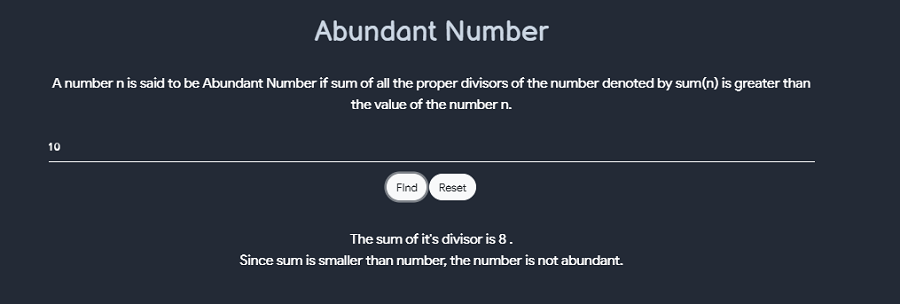 Abundant Number
A number n is said to be Abundant Number if sum of all the proper divisors of the number denoted by sum(n) is greater than
the value of the number n.
10
FInd Reset
The sum of it's divisor is 8 .
Since sum is smaller than number, the number is not abundant.